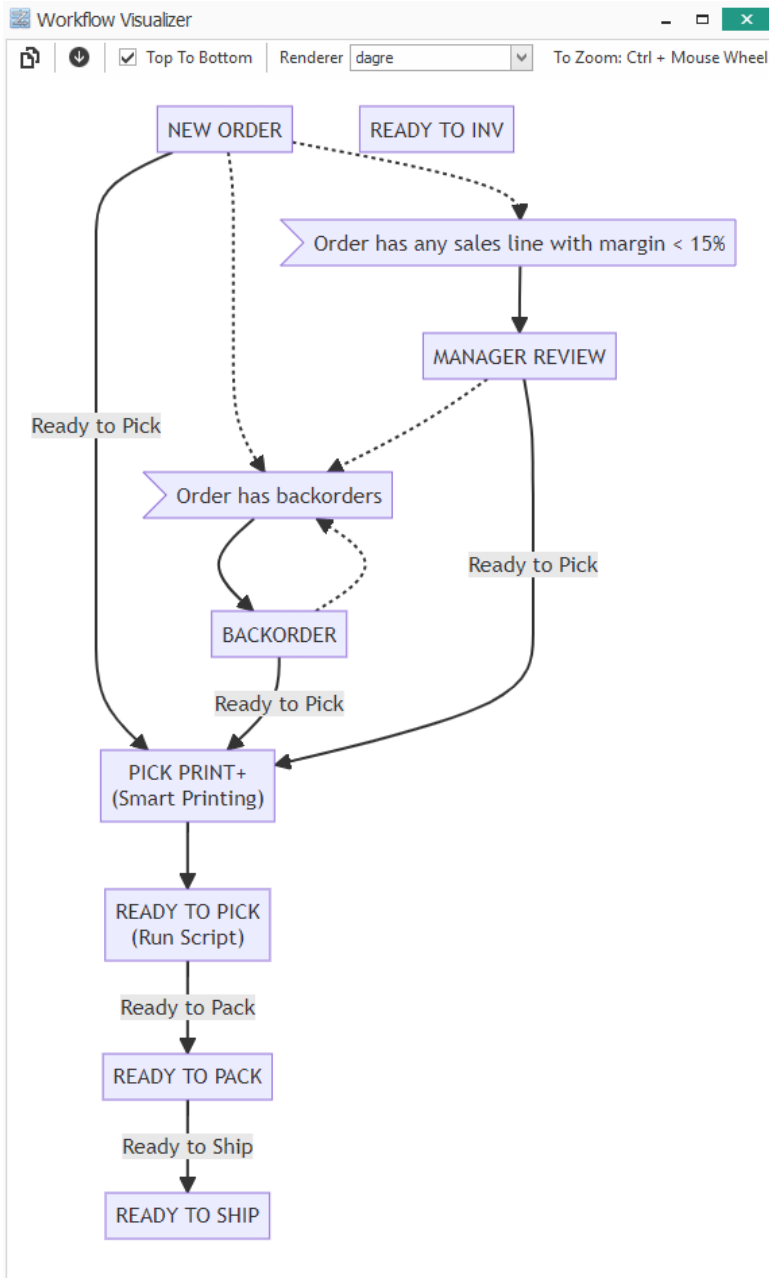 Workflow Visualizer
Top To Bottom
Renderer dagre
To Zoom: Ctrl + Mouse Wheel
NEW ORDER
READY TO INV
Order has any sales line with margin < 15%
MANAGER REVIEW
Ready to Pick
Order has backorders
Ready to Pick
BACKORDER
Ready to Pick
PICK PRINT+
(Smart Printing)
READY TO PICK
(Run Script)
Ready to Pack
READY TO PACK
Ready to Ship
READY TO SHIP